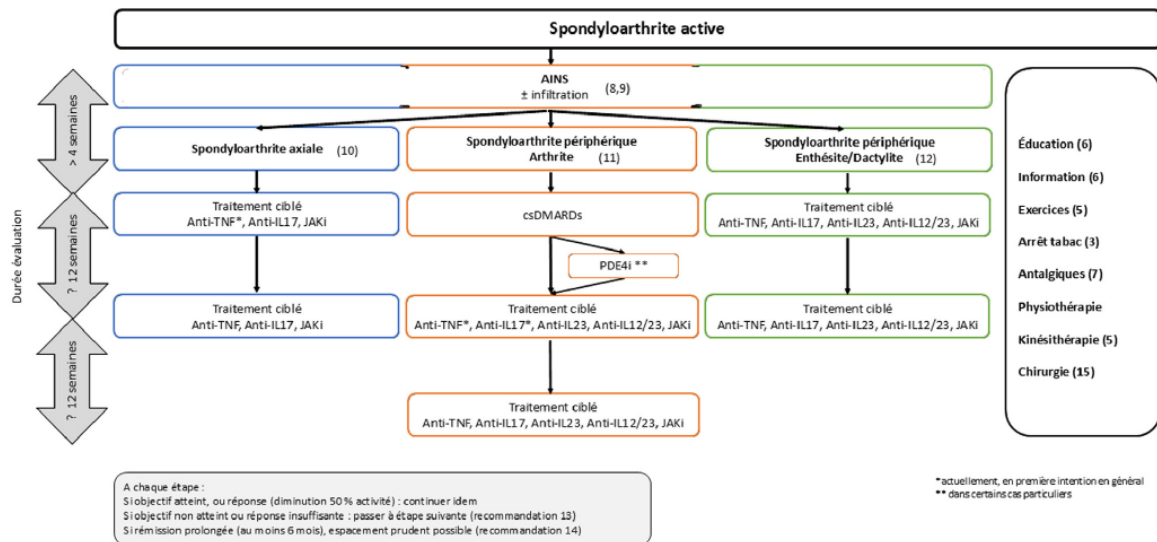 Spondyloarthrite active
AINS
± infiltration
(8,9)
Spondyloarthrite axiale (10)
Spondyloarthrite périphérique
Arthrite
(11)
Spondyloarthrite périphérique
Enthésite/Dactylite
(12)
Traitement ciblé
Anti-TNF*, Anti-IL17, JAKi
csDMARDs
Traitement ciblé
Anti-TNF, Anti-IL17, Anti-IL23, Anti-IL12/23, JAKi
PDE4i **
Traitement ciblé
Anti-TNF, Anti-IL17, JAKi
Traitement ciblé
Anti-TNF*, Anti-IL17*, Anti-IL23, Anti-IL12/23, JAKi
Traitement ciblé
Anti-TNF, Anti-IL17, Anti-IL23, Anti-IL12/23, JAKi
Traitement ciblé
Anti-TNF, Anti-IL17, Anti-IL23, Anti-IL12/23, JAKi
Durée évaluation
> 4 semaines
? 12 semaines
? 12 semaines
Éducation (6)
Information (6)
Exercices (5)
Arrêt tabac (3)
Antalgiques (7)
Physiothérapie
Kinésithérapie (5)
Chirurgie (15)
A chaque étape :
Si objectif atteint, ou réponse (diminution 50 % activité) : continuer idem
Si objectif non atteint ou réponse insuffisante : passer à étape suivante (recommandation 13)
Si rémission prolongée (au moins 6 mois), espacement prudent possible (recommandation 14)
*actuellement, en première intention en général
** dans certains cas particuliers